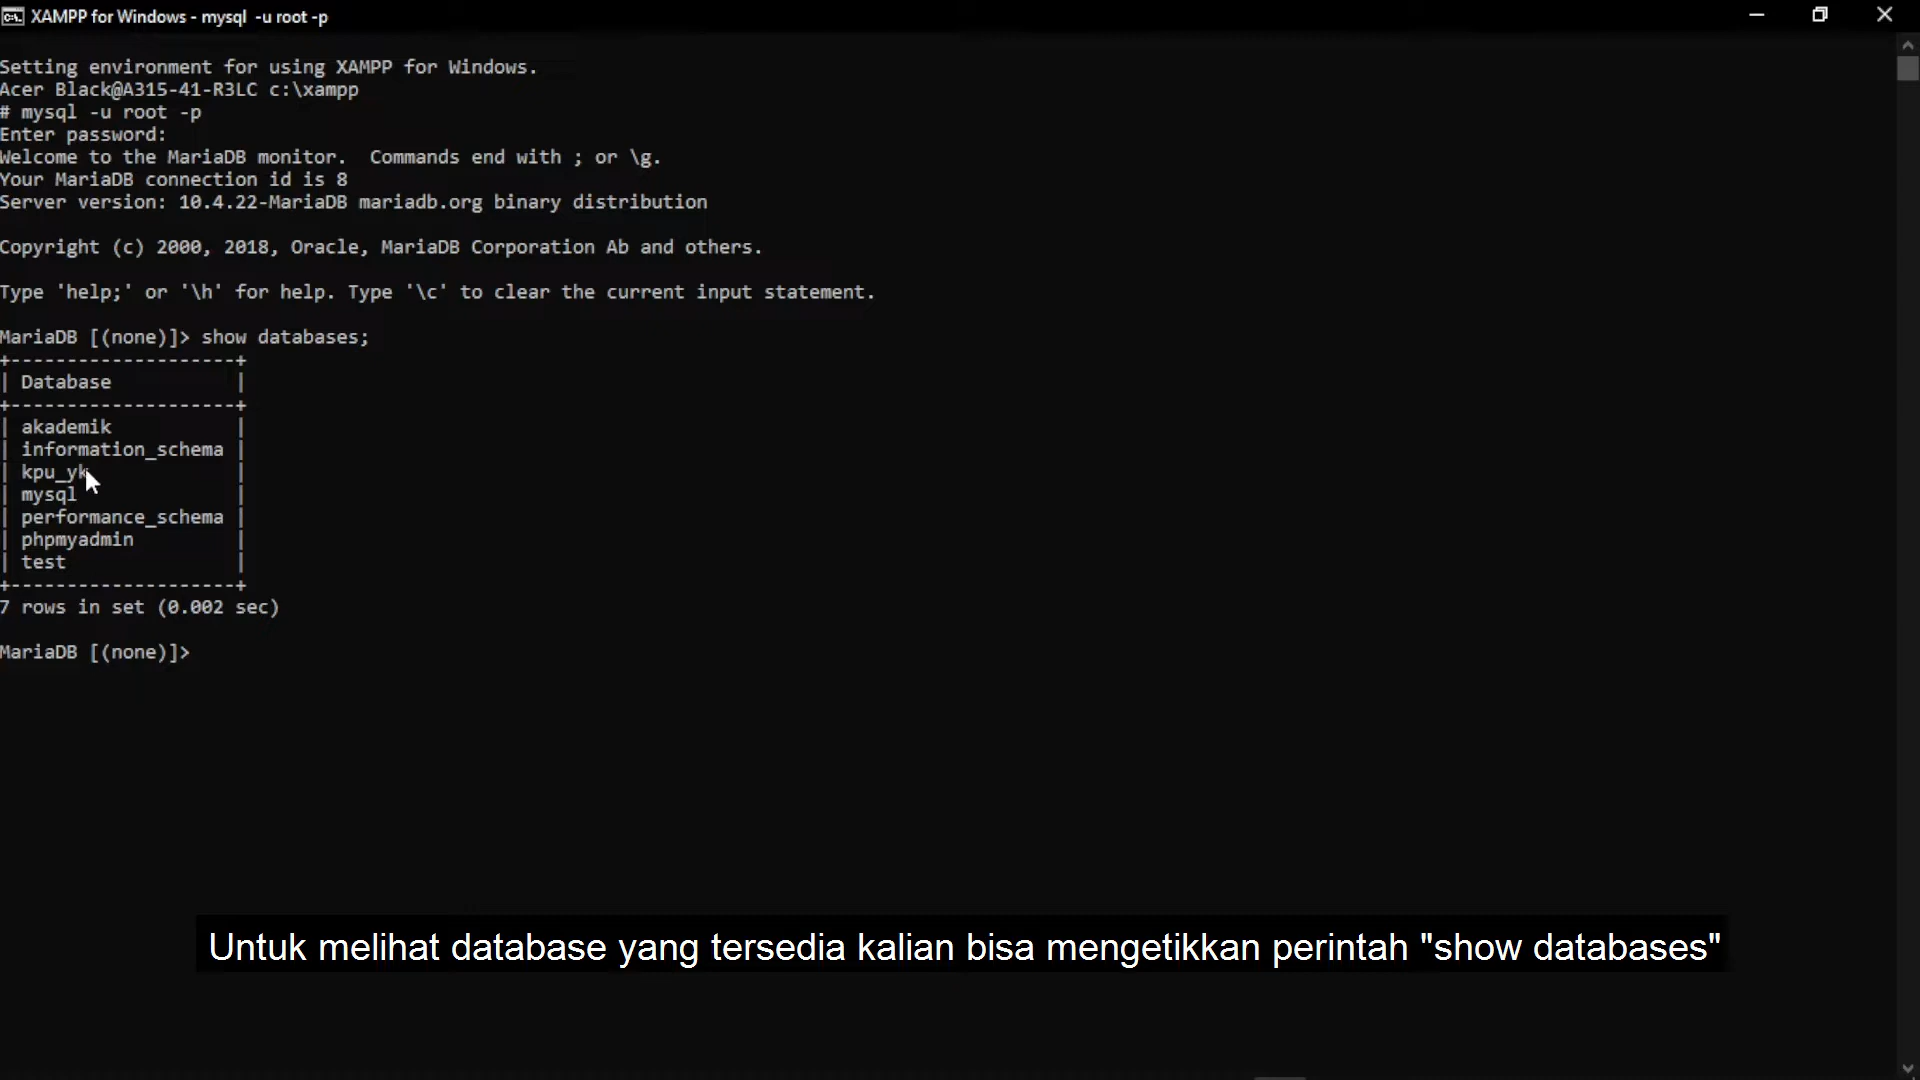 XAMPP for Windows - mysql -u root -p
Setting environment for using XAMPP for Windows.
Acer Black@A315-41-R3LC c:\xampp
# mysql -u root -p
Enter password:
Welcome to the MariaDB monitor.  Commands end with ; or \g.
Your MariaDB connection id is 8
Server version: 10.4.22-MariaDB mariadb.org binary distribution
Copyright (c) 2000, 2018, Oracle, MariaDB Corporation Ab and others.
Type 'help;' or '\h' for help. Type '\c' to clear the current input statement.
MariaDB [(none)]> show databases;
+--------------------+
| Database           |
+--------------------+
| akademik           |
| information_schema |
| kpu_yk             |
| mysql              |
| performance_schema |
| phpmyadmin         |
| test               |
+--------------------+
7 rows in set (0.002 sec)
MariaDB [(none)]>
Untuk melihat database yang tersedia kalian bisa mengetikkan perintah "show databases"